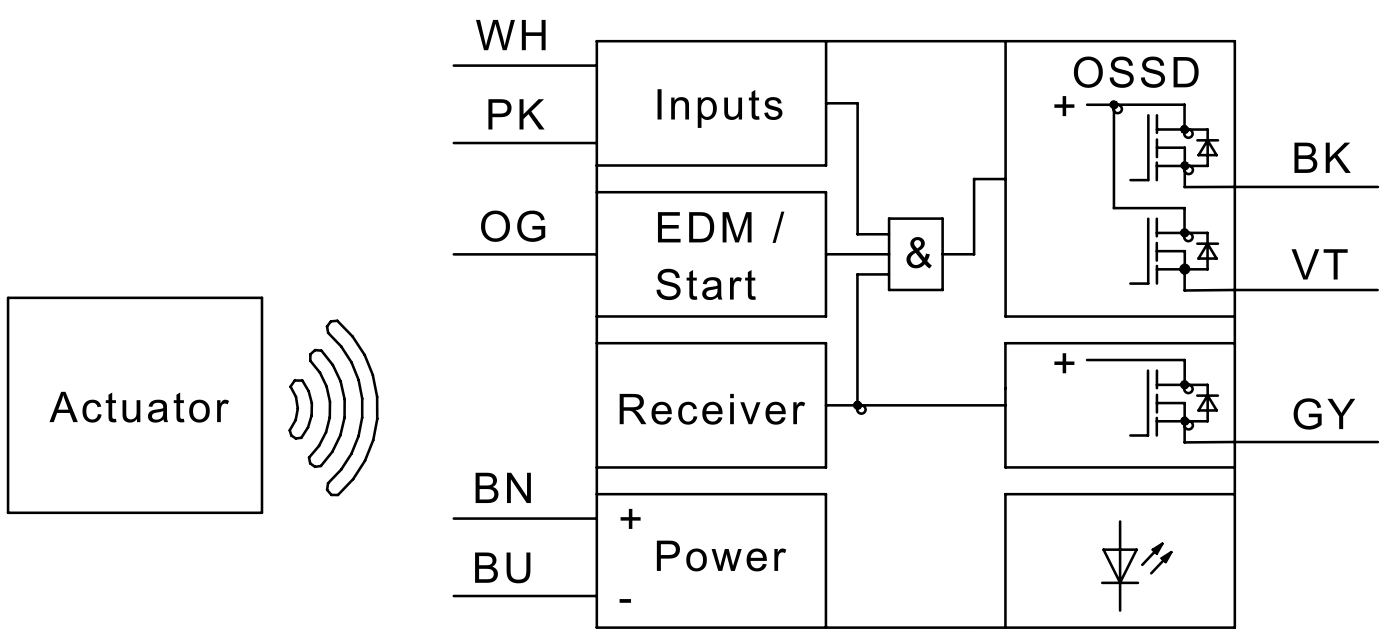 WH
Inputs
PK
OSSD
+
BK
OG
EDM /
Start
&
VT
Actuator
Receiver
+
GY
BN
+
Power
BU
-